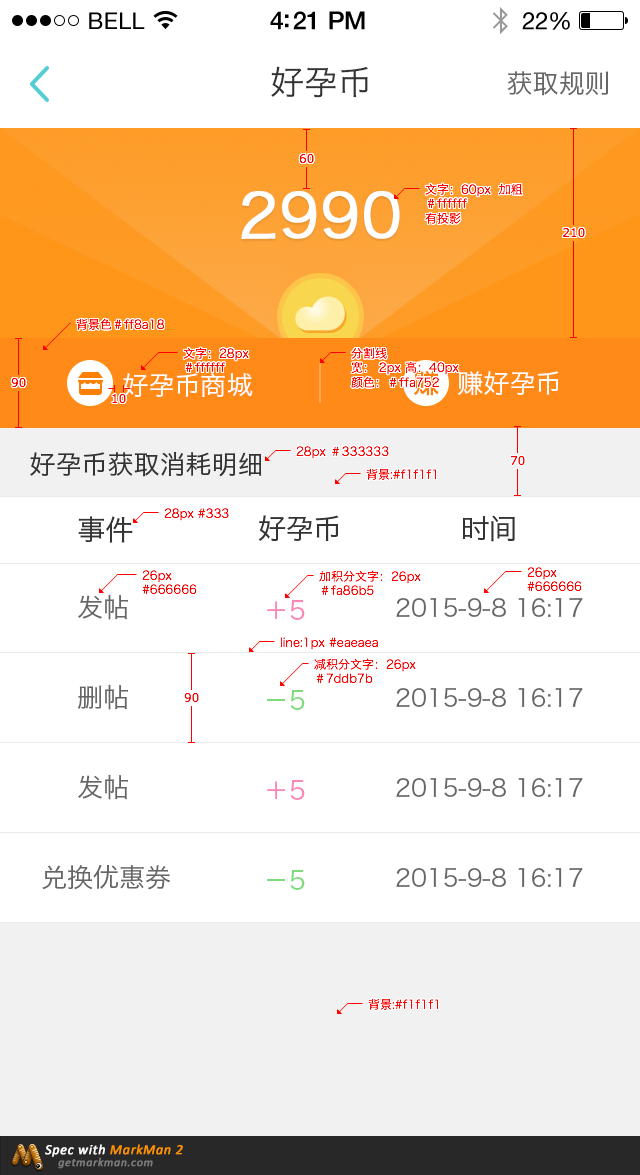 BELL 4:21 PM 22%
好孕币 获取规则
60
文字：60px 加粗
#ffffff
有投影
2990
210
背景色#ff8a18
文字：28px
#ffffff
分割线
宽： 2px 高：40px
颜色：#ffa752
90
10
好孕币商城
赚 赚好孕币
好孕币获取消耗明细
28px #333333
背景:#f1f1f1
70
28px #333
事件 好孕币 时间
26px
#666666
加积分文字：26px
#fa86b5
26px
#666666
发帖 +5 2015-9-8 16:17
line:1px #eaeaea
减积分文字：26px
#7ddb7b
90
删帖 −5 2015-9-8 16:17
发帖 +5 2015-9-8 16:17
兑换优惠券 −5 2015-9-8 16:17
背景:#f1f1f1
Spec with MarkMan 2
getmarkman.com